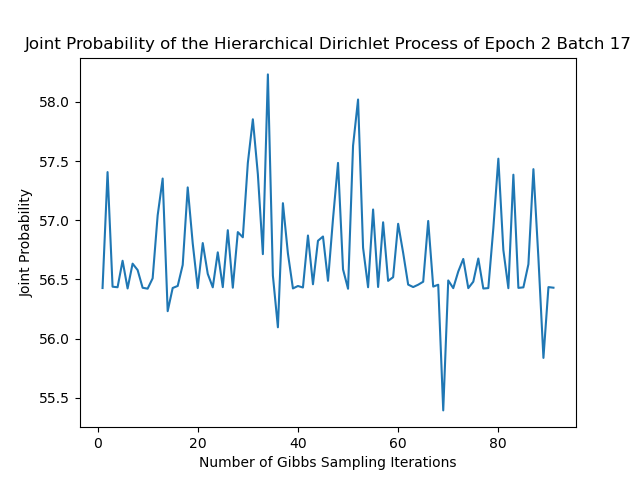 Joint Probability of the Hierarchical Dirichlet Process of Epoch 2 Batch 17
58.0
57.5
57.0
56.5
56.0
55.5
Joint Probability
0 20 40 60 80
Number of Gibbs Sampling Iterations